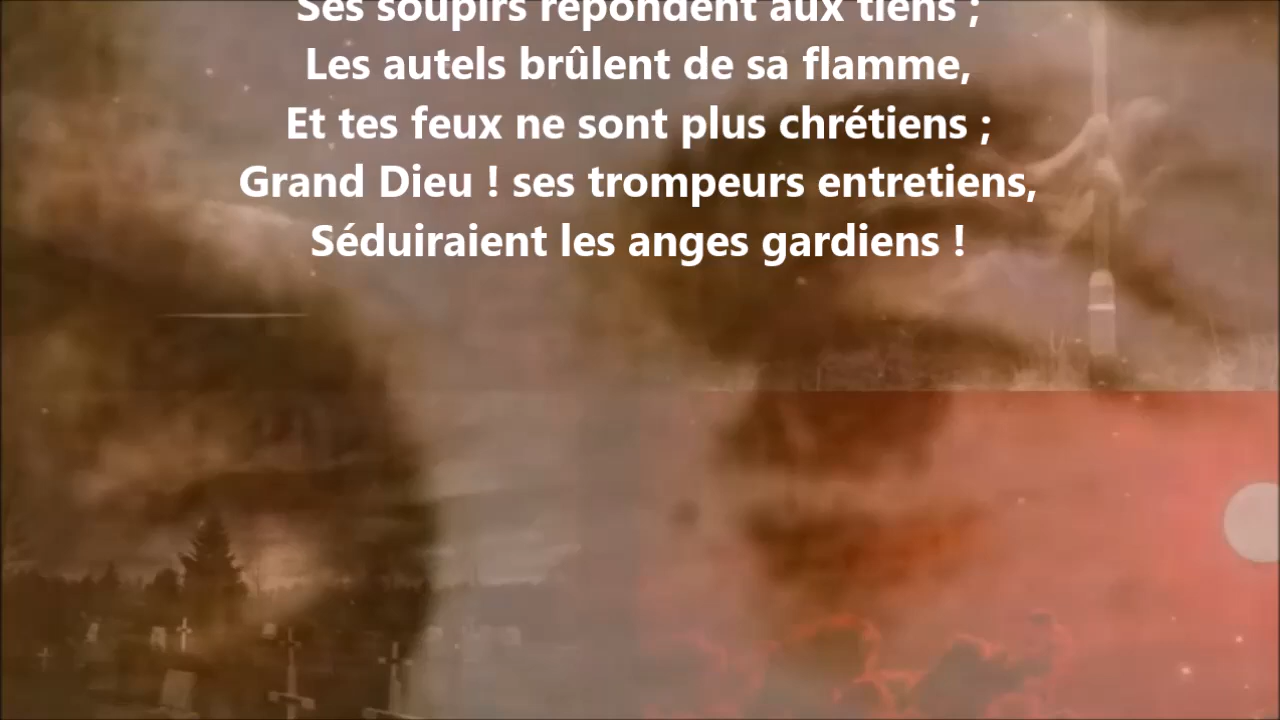 Ses soupirs répondent aux tiens ;
Les autels brûlent de sa flamme,
Et tes feux ne sont plus chrétiens ;
Grand Dieu ! ses trompeurs entretiens,
Séduiraient les anges gardiens !